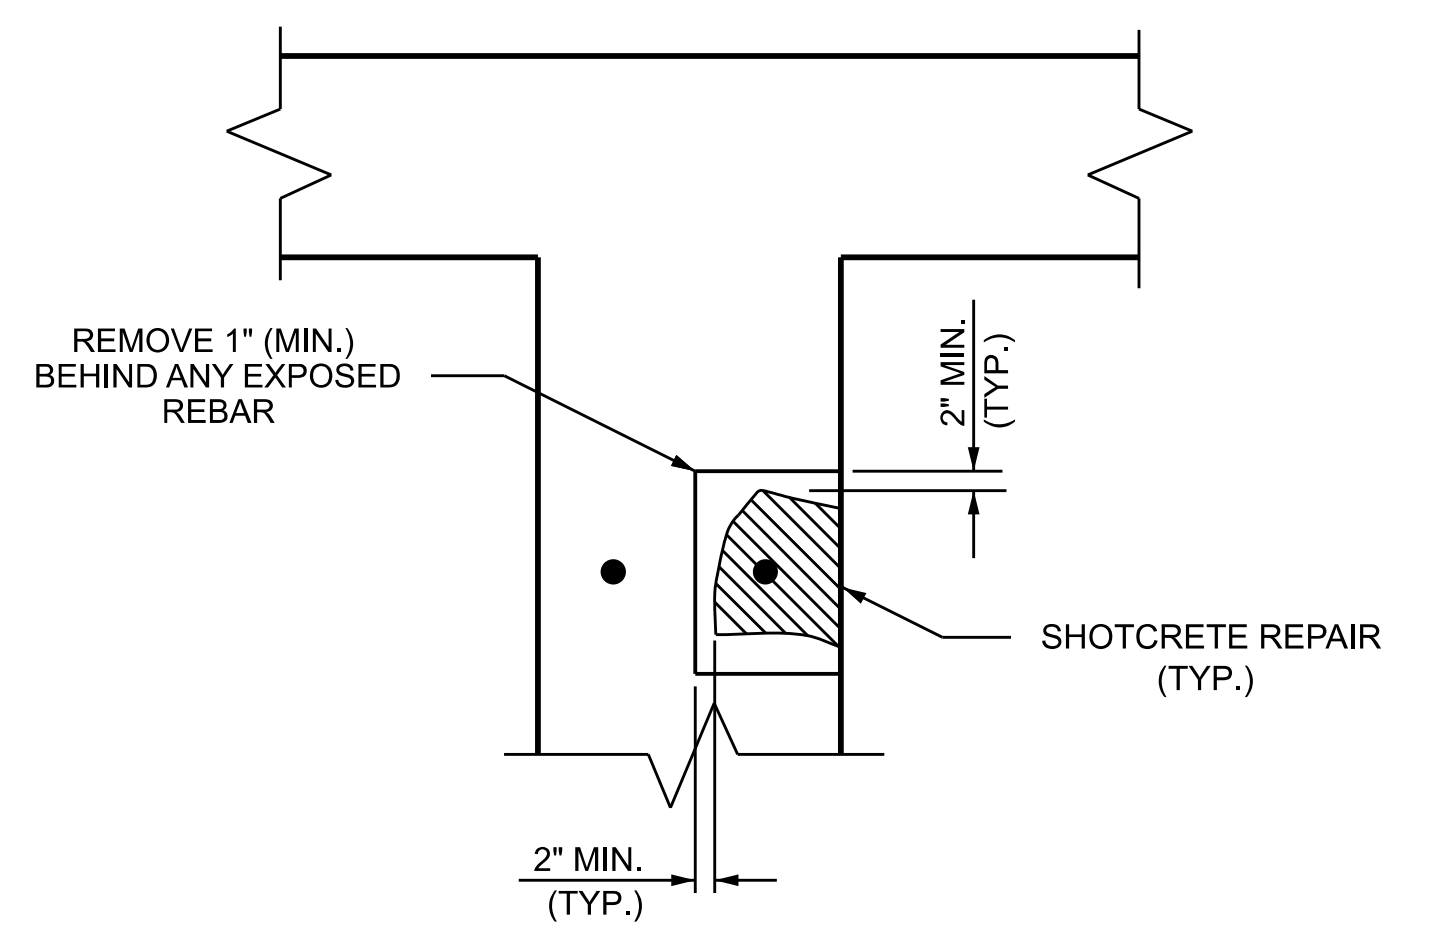 REMOVE 1" (MIN.)
BEHIND ANY EXPOSED
REBAR
2" MIN.
(TYP.)
SHOTCRETE REPAIR
(TYP.)
2" MIN.
(TYP.)